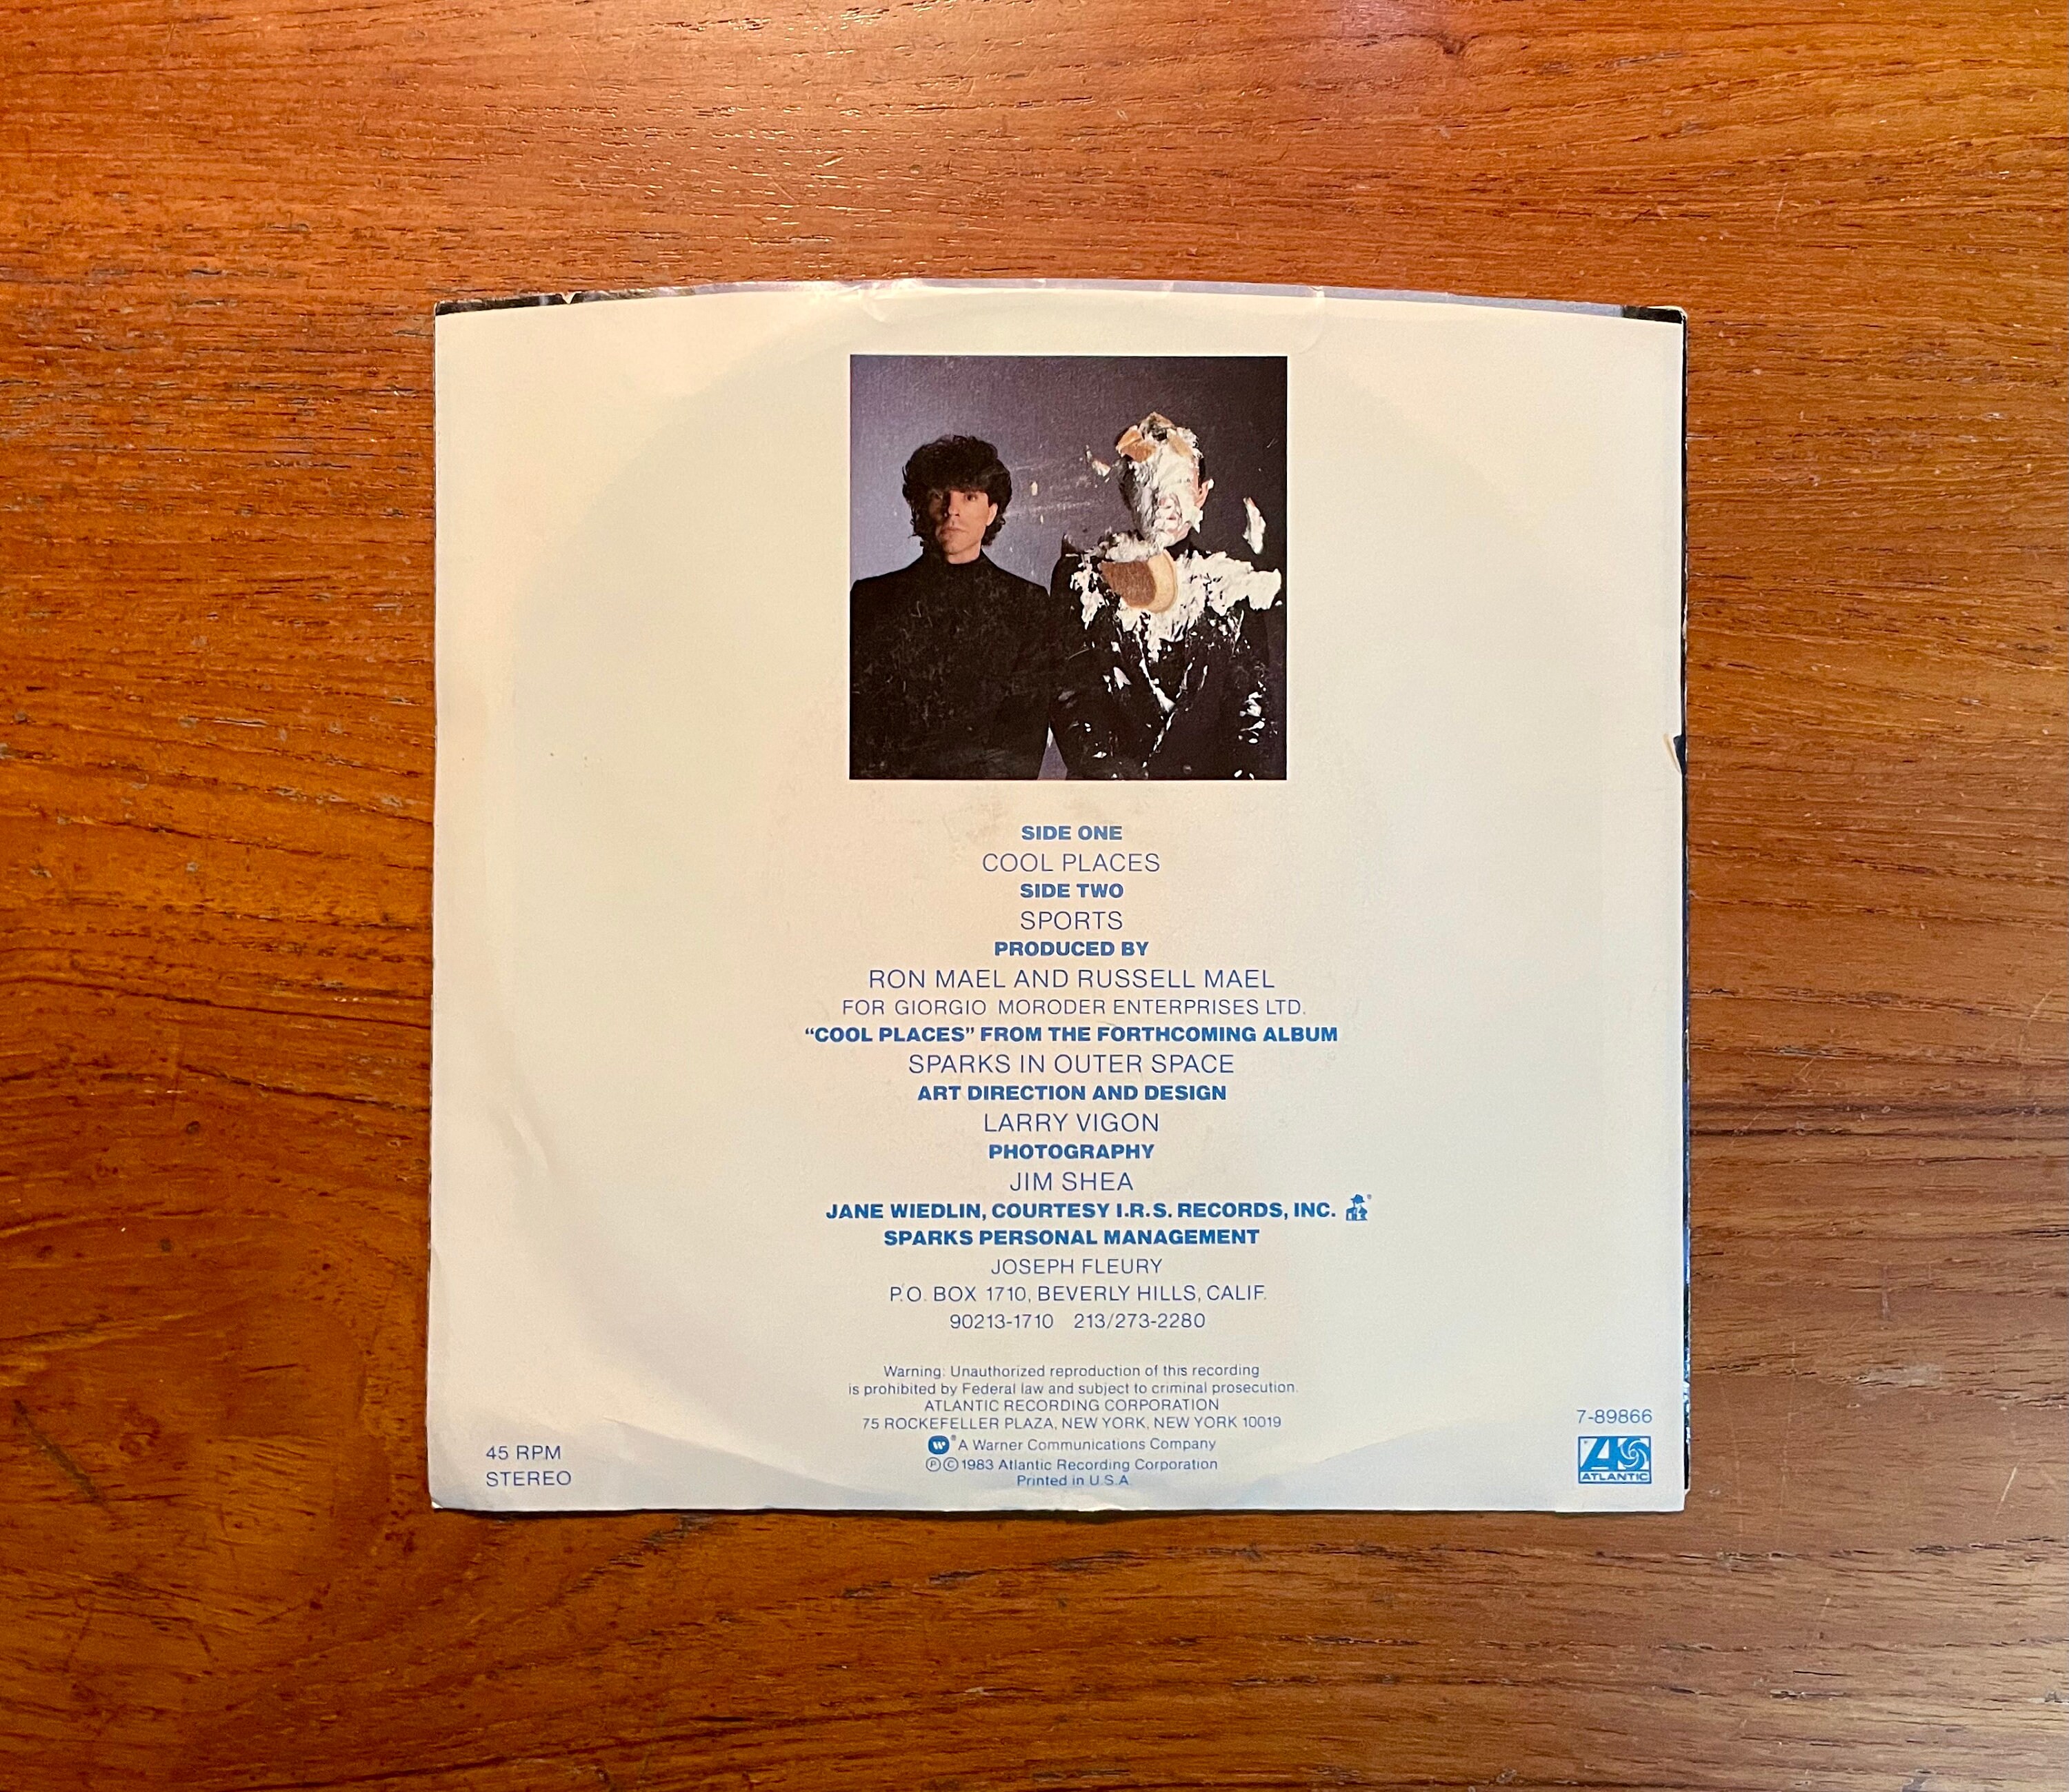 SIDE ONE
COOL PLACES
SIDE TWO
SPORTS
PRODUCED BY
RON MAEL AND RUSSELL MAEL
FOR GIORGIO MORODER ENTERPRISES LTD.
“COOL PLACES” FROM THE FORTHCOMING ALBUM
SPARKS IN OUTER SPACE
ART DIRECTION AND DESIGN
LARRY VIGON
PHOTOGRAPHY
JIM SHEA
JANE WIEDLIN, COURTESY I.R.S. RECORDS, INC.
SPARKS PERSONAL MANAGEMENT
JOSEPH FLEURY
P.O. BOX 1710, BEVERLY HILLS, CALIF.
90213-1710 213/273-2280
Warning: Unauthorized reproduction of this recording
is prohibited by Federal law and subject to criminal prosecution.
ATLANTIC RECORDING CORPORATION
75 ROCKEFELLER PLAZA, NEW YORK, NEW YORK 10019
® A Warner Communications Company
℗©1983 Atlantic Recording Corporation
Printed in U.S.A.
45 RPM
STEREO
7-89866
ATLANTIC